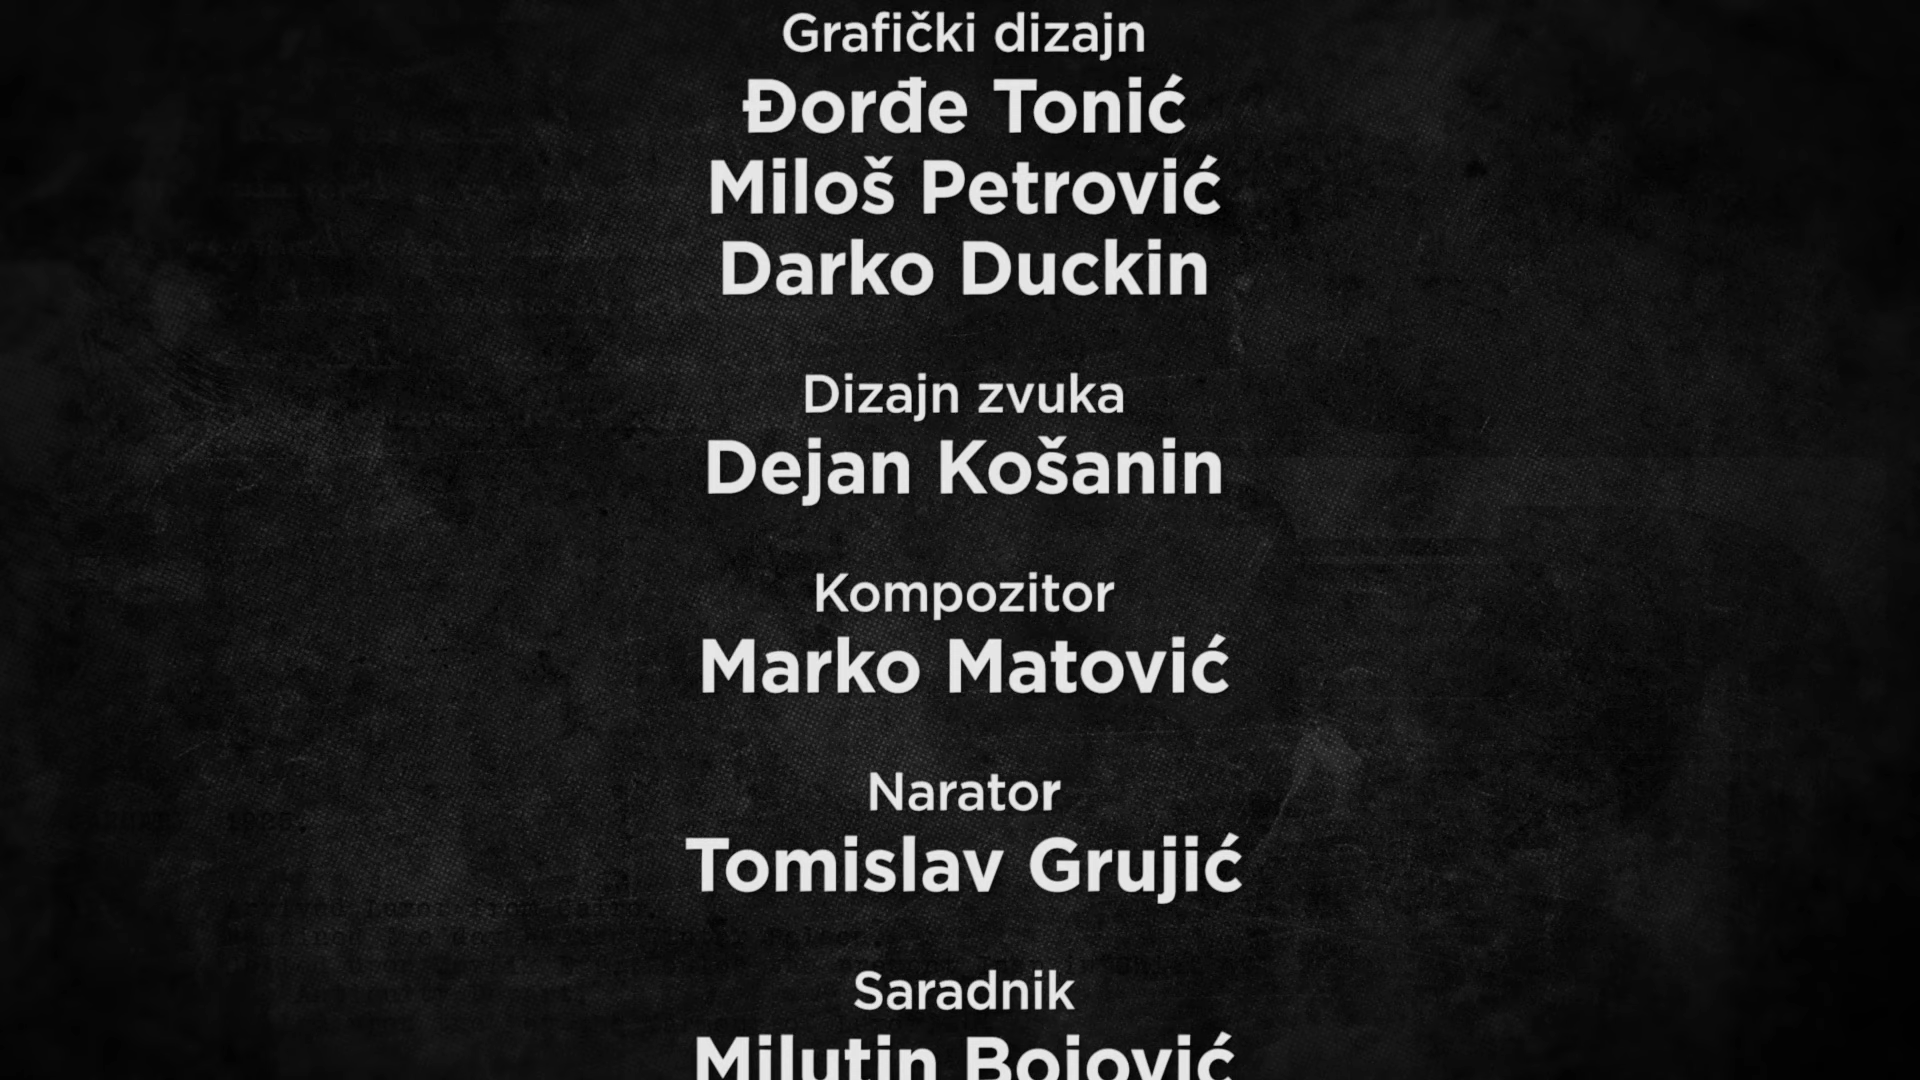 Grafički dizajn
Đorđe Tonić
Miloš Petrović
Darko Duckin
Dizajn zvuka
Dejan Košanin
Kompozitor
Marko Matović
Narator
Tomislav Grujić
Saradnik
Milutin Bojović